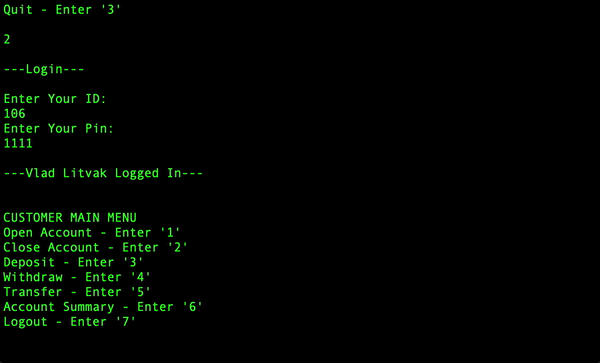 Quit - Enter '3'
2
---Login---
Enter Your ID:
106
Enter Your Pin:
1111
---Vlad Litvak Logged In---
CUSTOMER MAIN MENU
Open Account - Enter '1'
Close Account - Enter '2'
Deposit - Enter '3'
Withdraw - Enter '4'
Transfer - Enter '5'
Account Summary - Enter '6'
Logout - Enter '7'